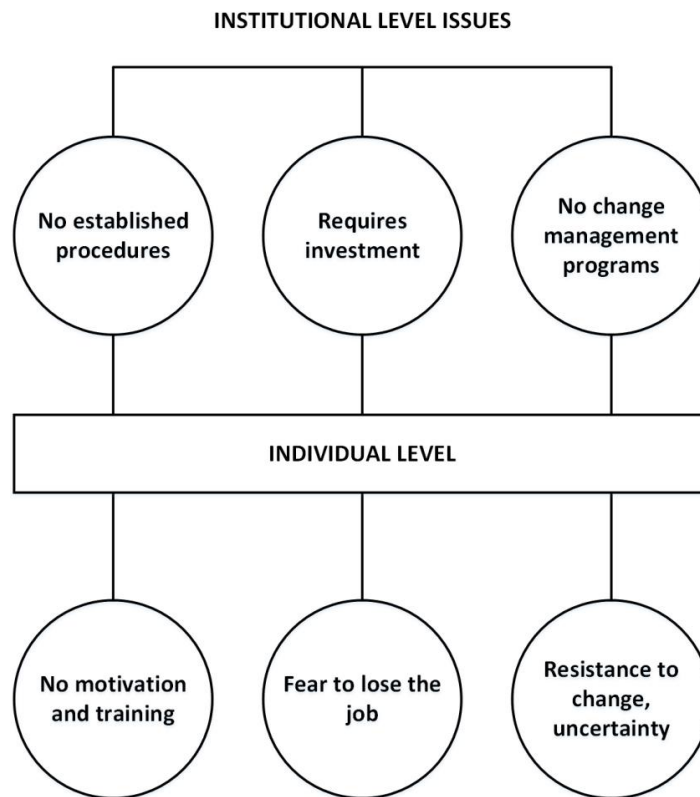 INSTITUTIONAL LEVEL ISSUES
No established
procedures
Requires
investment
No change
management
programs
INDIVIDUAL LEVEL
No motivation
and training
Fear to lose the
job
Resistance to
change,
uncertainty